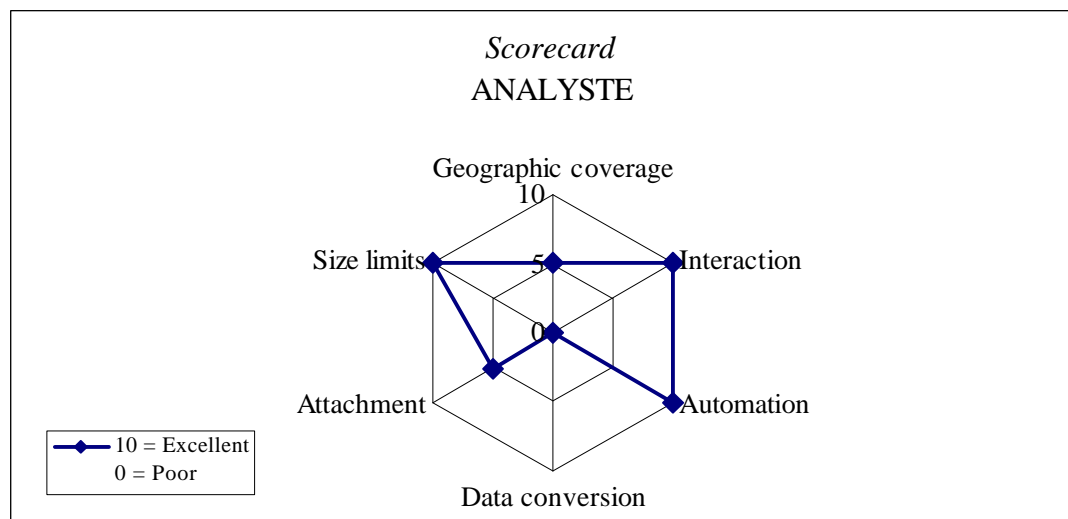 Scorecard
ANALYSTE
Geographic coverage
10
Size limits
5
Interaction
0
Attachment
Automation
10 = Excellent
0 = Poor
Data conversion